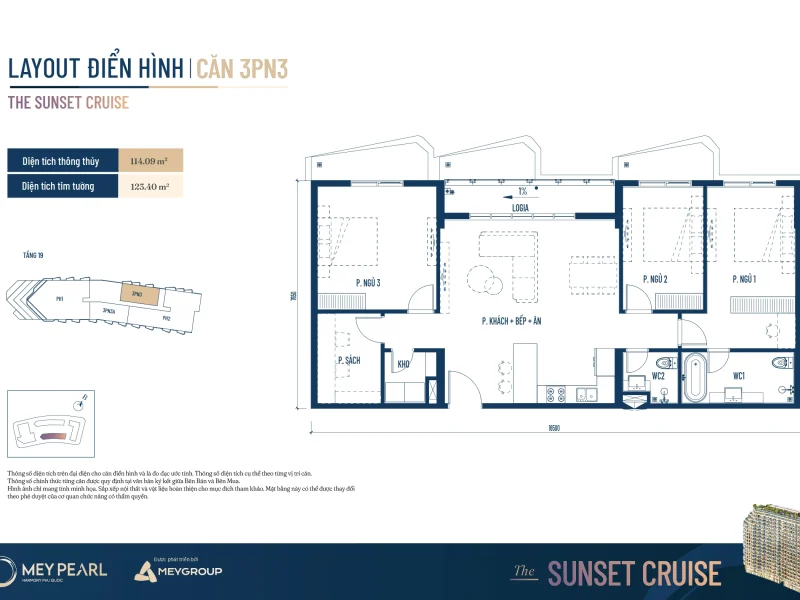 LAYOUT ĐIỂN HÌNH | CĂN 3PN3
THE SUNSET CRUISE
Diện tích thông thủy 114.09 m²
Diện tích tim tường 123.40 m²
TẦNG 19
PH1
3PN3
3PN2A
PH2
1%
LOGIA
P. NGỦ 3
P. NGỦ 2
P. NGỦ 1
P. KHÁCH + BẾP + ĂN
P. SÁCH
KHO
WC2
WC1
7650
16500
Thông số diện tích trên đại diện cho căn điển hình và là đo đạc ước tính. Thông số diện tích cụ thể theo từng vị trí căn.
Thông số chính thức từng căn được quy định tại văn bản ký kết giữa Bên Bán và Bên Mua.
Hình ảnh chỉ mang tính minh họa. Sắp xếp nội thất và vật liệu hoàn thiện cho mục đích tham khảo. Mặt bằng này có thể được thay đổi
theo phê duyệt của cơ quan chức năng có thẩm quyền.
MEY PEARL
HARMONY PHU QUOC
Được phát triển bởi
MEYGROUP
The SUNSET CRUISE